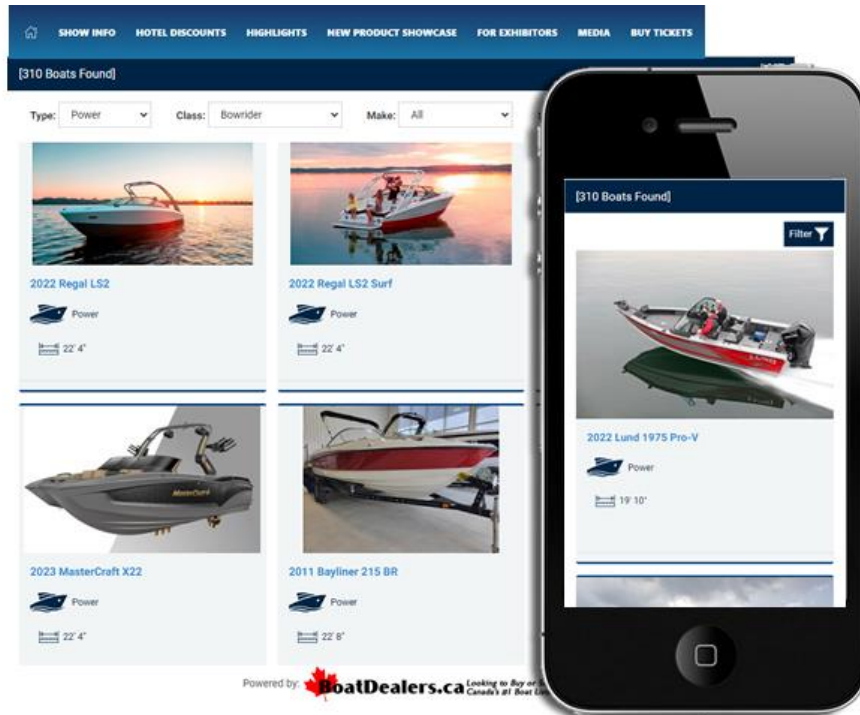 SHOW INFO HOTEL DISCOUNTS HIGHLIGHTS NEW PRODUCT SHOWCASE FOR EXHIBITORS MEDIA BUY TICKETS
[310 Boats Found]
Type: Power Class: Bowrider Make: All
2022 Regal LS2
Power
22' 4"
2022 Regal LS2 Surf
Power
22' 4"
MasterCraft
2023 MasterCraft X22
Power
22' 4"
2011 Bayliner 215 BR
Power
22' 8"
Powered by: BoatDealers.ca Looking to Buy or
Canada's #1 Boat
[310 Boats Found]
Filter
2022 Lund 1975 Pro-V
Power
19' 10"